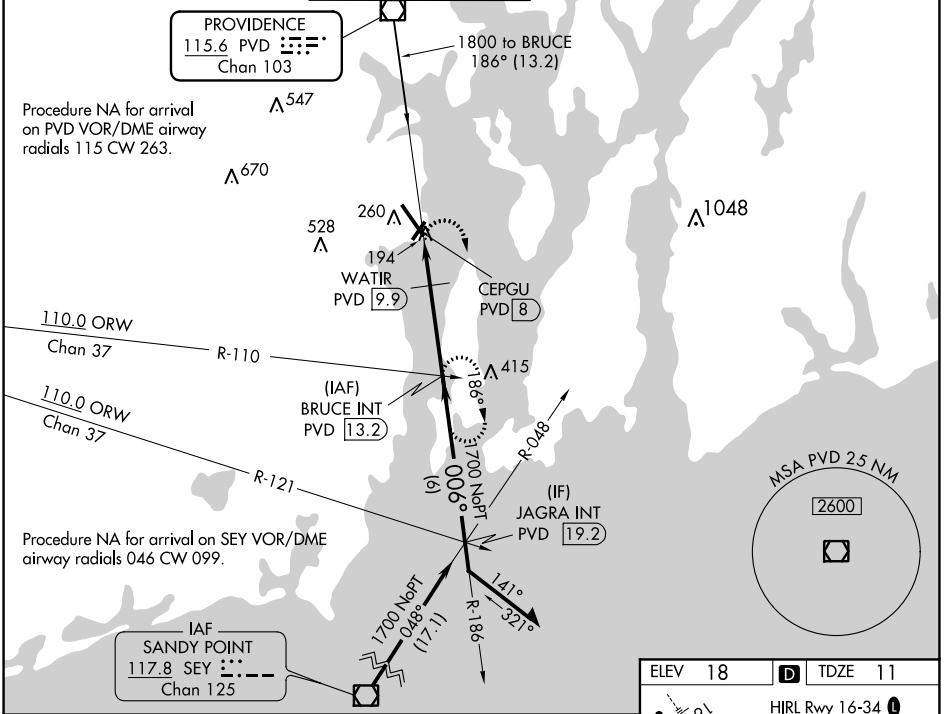 PROVIDENCE
115.6 PVD
Chan 103
1800 to BRUCE
186° (13.2)
Procedure NA for arrival
on PVD VOR/DME airway
radials 115 CW 263.
547
670
528
260
194
1048
WATIR
PVD 9.9
CEPGU
PVD 8
110.0 ORW
Chan 37
R-110
(IAF)
BRUCE INT
PVD 13.2
415
186°
110.0 ORW
Chan 37
R-121
R-048
1700 NoPT
006°
(6)
(IF)
JAGRA INT
PVD 19.2
MSA PVD 25 NM
2600
Procedure NA for arrival on SEY VOR/DME
airway radials 046 CW 099.
141°
321°
R-186
1700 NoPT
048°
(17.1)
IAF
SANDY POINT
117.8 SEY
Chan 125
ELEV 18 D TDZE 11
HIRL Rwy 16-34 L
16